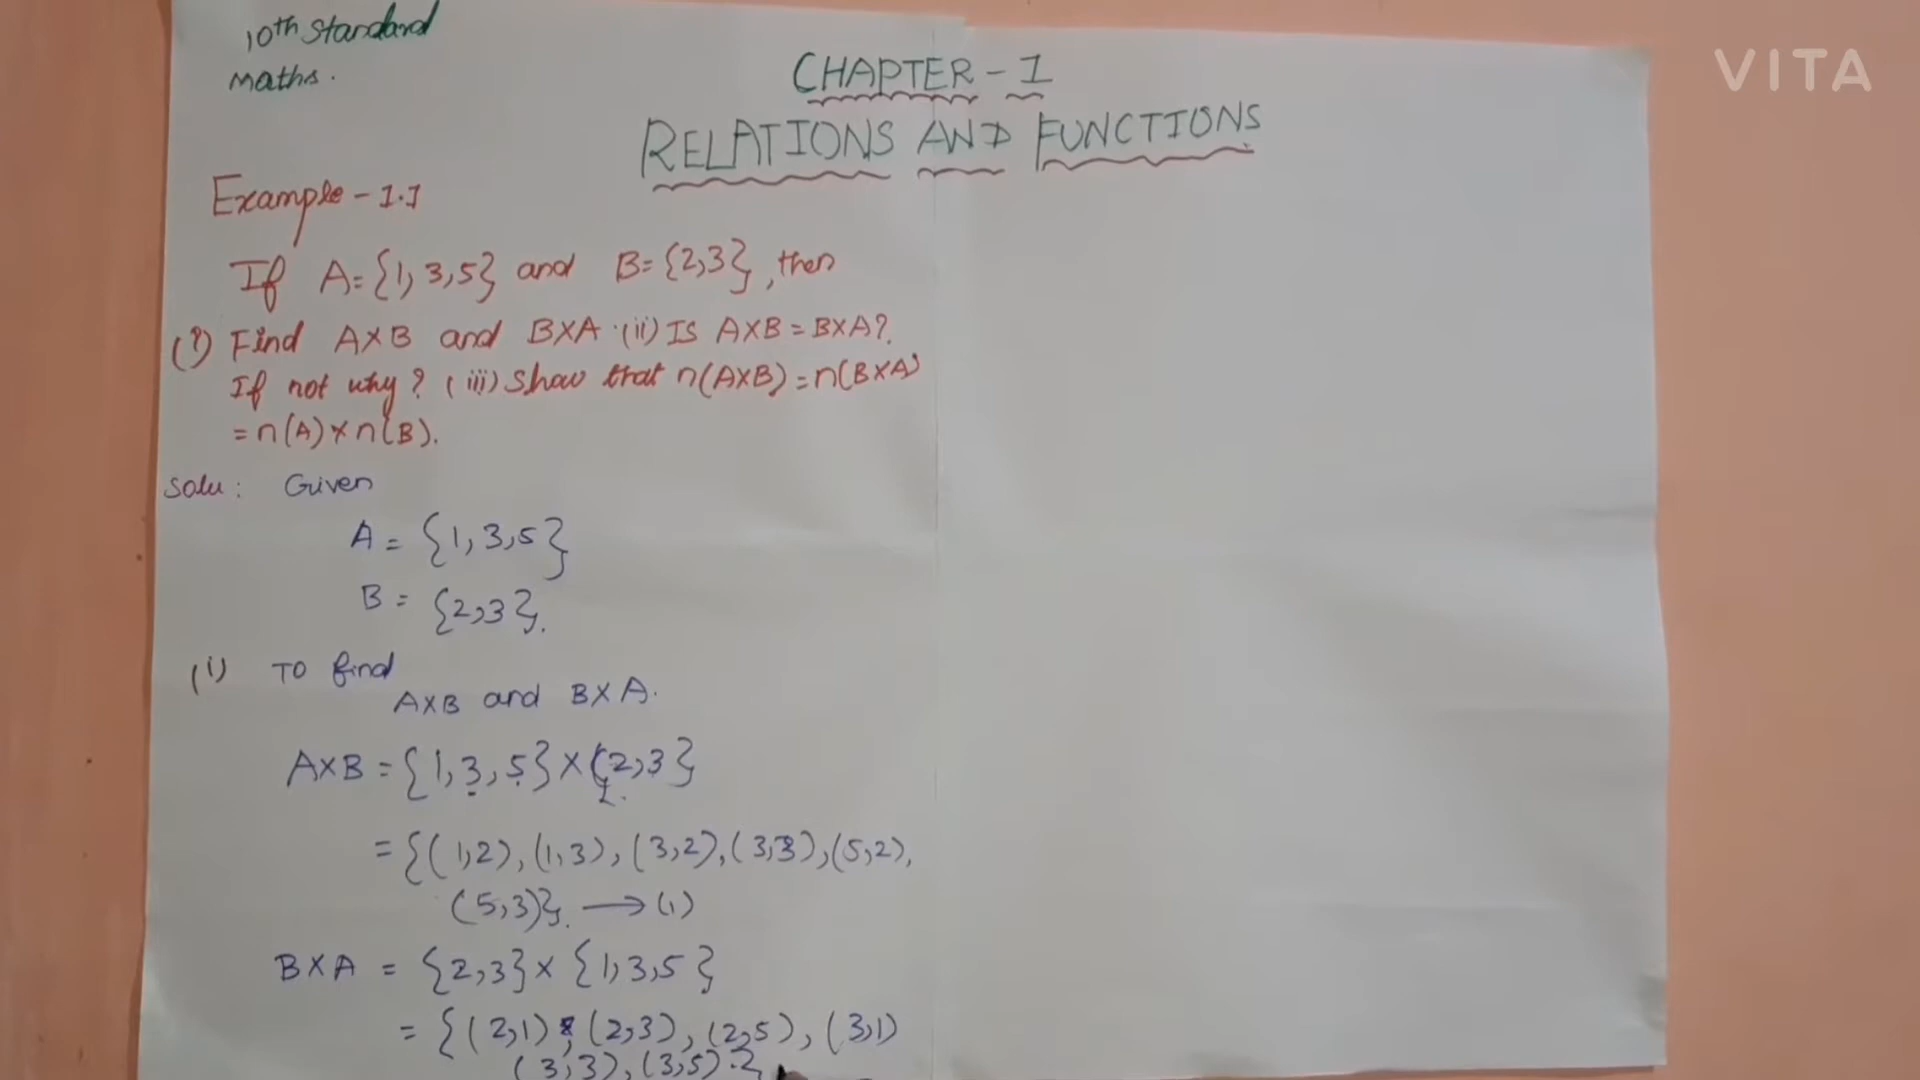 10th Standard
maths.
VITA
CHAPTER - 1
RELATIONS AND FUNCTIONS
Example - 1.1
If A = {1, 3, 5} and B = {2, 3}, then
(i) Find A×B and B×A. (ii) Is A×B = B×A?
If not why? (iii) Show that n(A×B) = n(B×A)
= n(A) × n(B).
Solu: Given
A = {1, 3, 5}
B = {2, 3}.
(i) To find
A×B and B×A.
A×B = {1, 3, 5} × {2, 3}
= {(1,2), (1,3), (3,2), (3,3), (5,2),
(5,3)}. → (1)
B×A = {2, 3} × {1, 3, 5}
= {(2,1), (2,3), (2,5), (3,1)
(3,3), (3,5).}